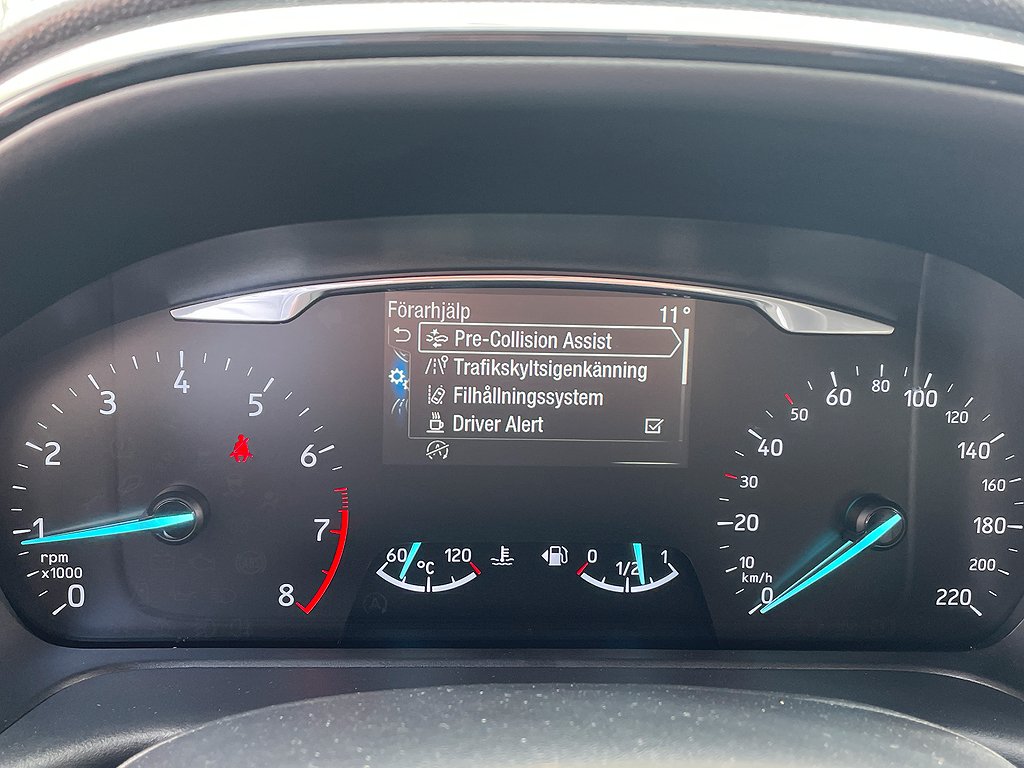 Förarhjälp 11°
Pre-Collision Assist
Trafikskyltsigenkänning
Filhållningssystem
Driver Alert
0
1
2
3
4
5
6
7
8
rpm
x1000
60 °C 120
0 1/2 1
0
10
20
30
40
50
60
80
100
120
140
160
180
200
220
km/h